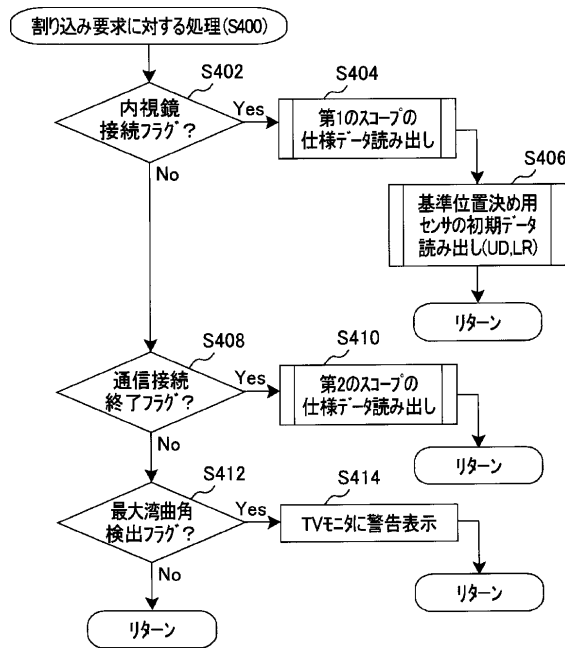 割り込み要求に対する処理(S400)
S402
内視鏡
接続フラグ?
Yes
No
S404
第1のスコープの
仕様データ読み出し
S406
基準位置決め用
センサの初期データ
読み出し(UD,LR)
リターン
S408
通信接続
終了フラグ?
Yes
No
S410
第2のスコープの
仕様データ読み出し
リターン
S412
最大湾曲角
検出フラグ?
Yes
No
S414
TVモニタに警告表示
リターン
リターン